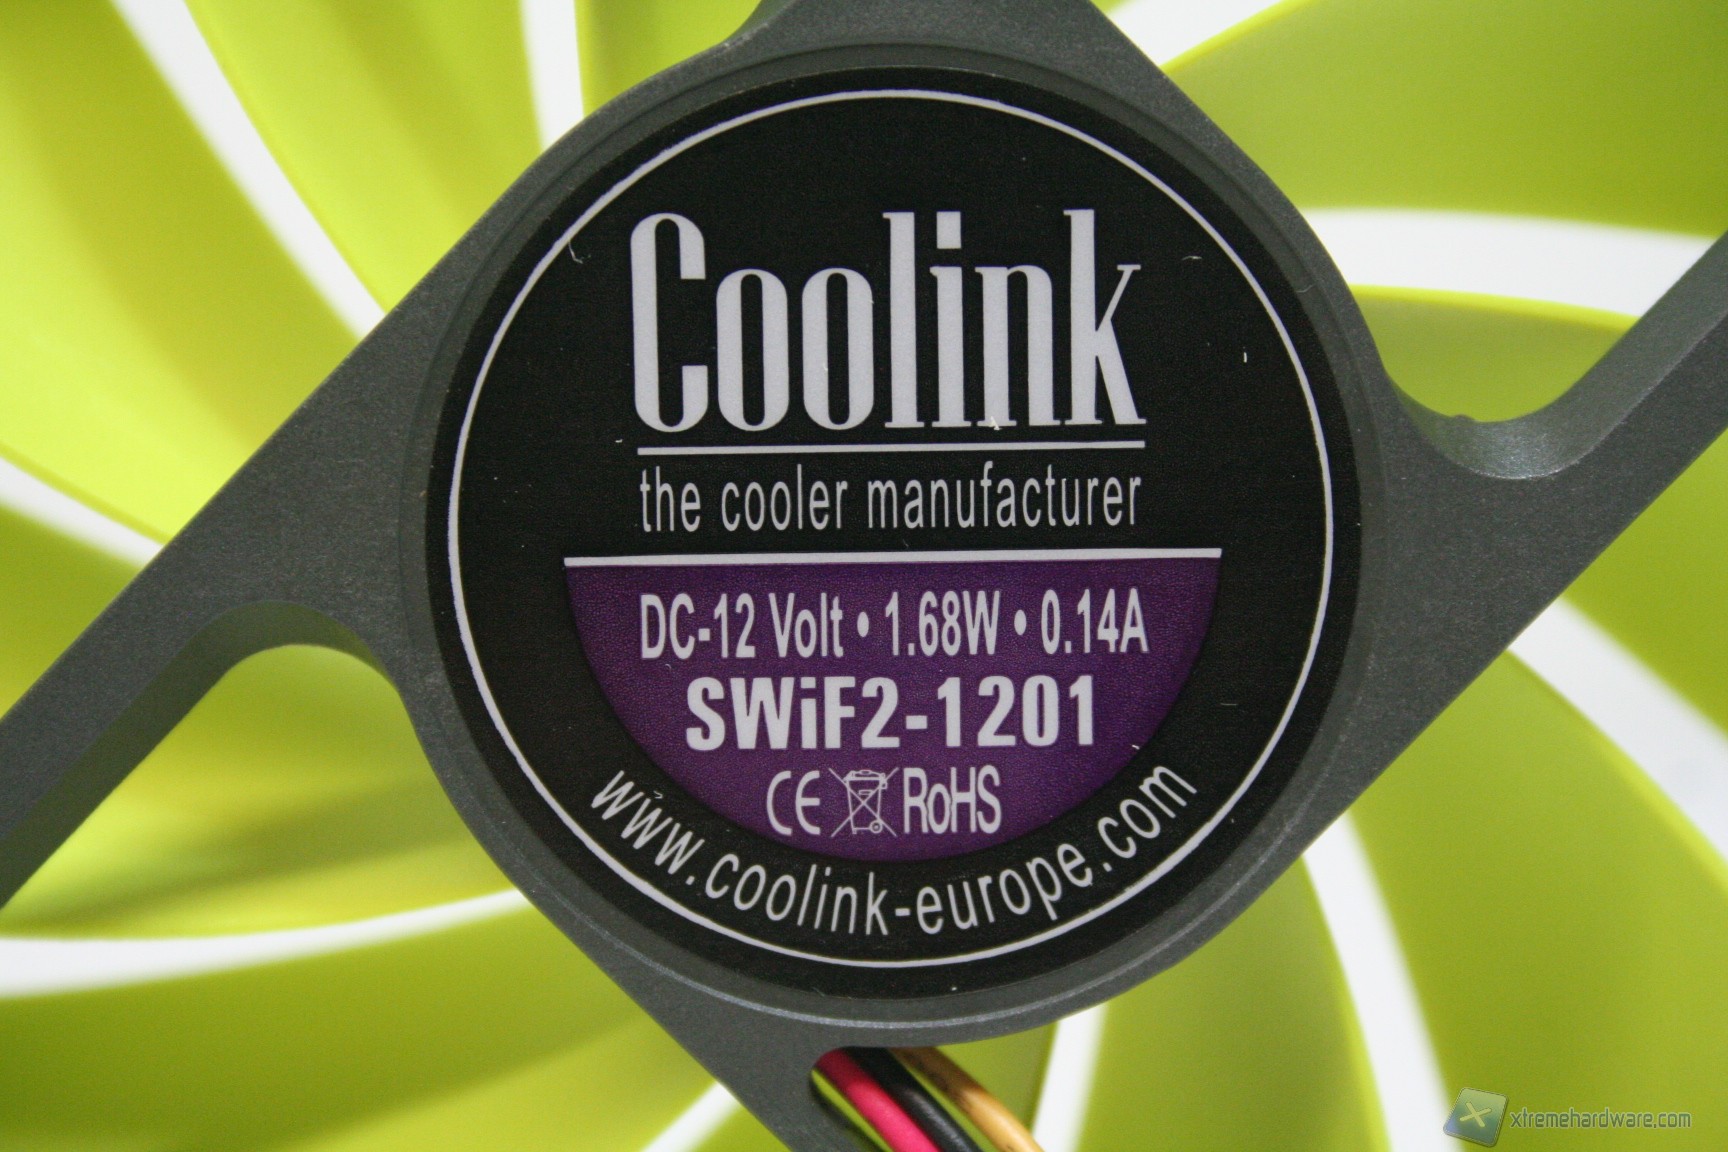 Coolink
the cooler manufacturer
DC-12 Volt • 1.68W • 0.14A
SWiF2-1201
CE RoHS
www.coolink-europe.com
xtremehardware.com